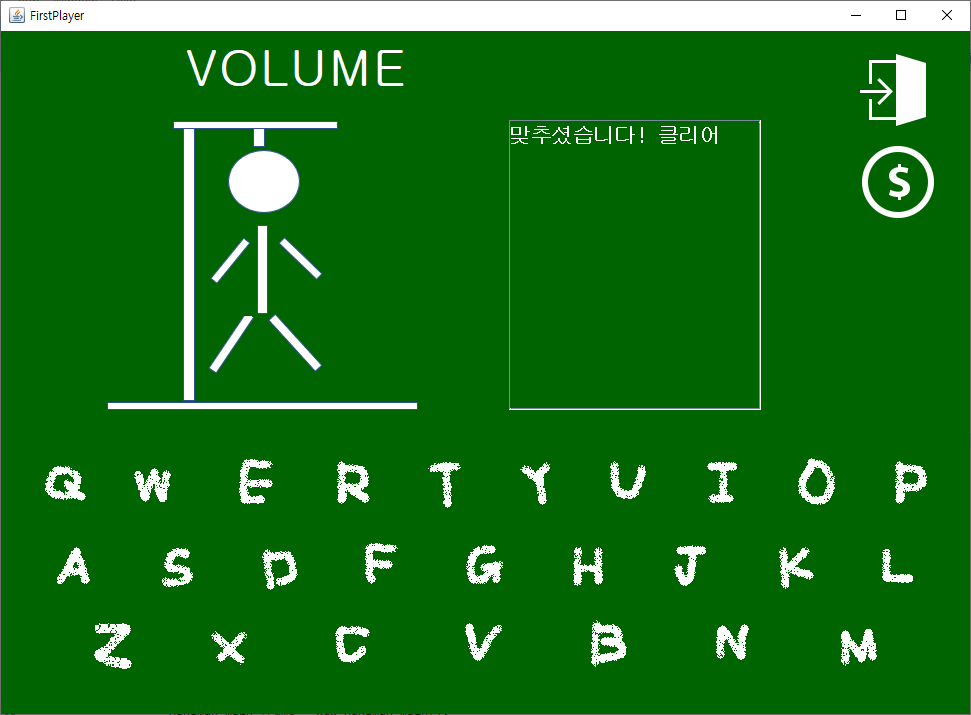 FirstPlayer
VOLUME
맞추셨습니다! 클리어
$
Q W E R T Y U I O P
A S D F G H J K L
Z X C V B N M